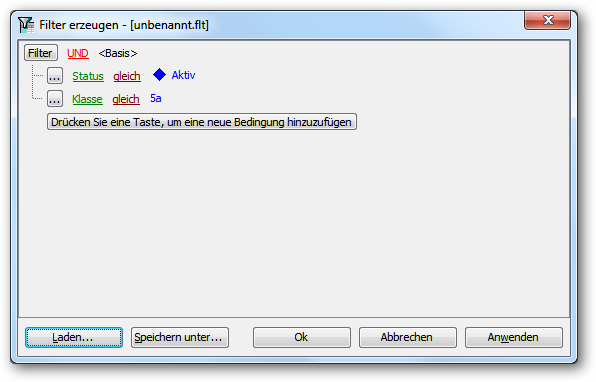 Filter erzeugen - [unbenannt.flt]
Filter UND <Basis>
... Status gleich Aktiv
... Klasse gleich 5a
Drücken Sie eine Taste, um eine neue Bedingung hinzuzufügen
Laden... Speichern unter... Ok Abbrechen Anwenden